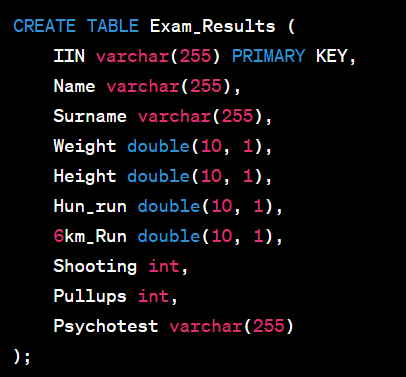 CREATE TABLE Exam_Results (
    IIN varchar(255) PRIMARY KEY,
    Name varchar(255),
    Surname varchar(255),
    Weight double(10, 1),
    Height double(10, 1),
    Hun_run double(10, 1),
    6km_Run double(10, 1),
    Shooting int,
    Pullups int,
    Psychotest varchar(255)
);